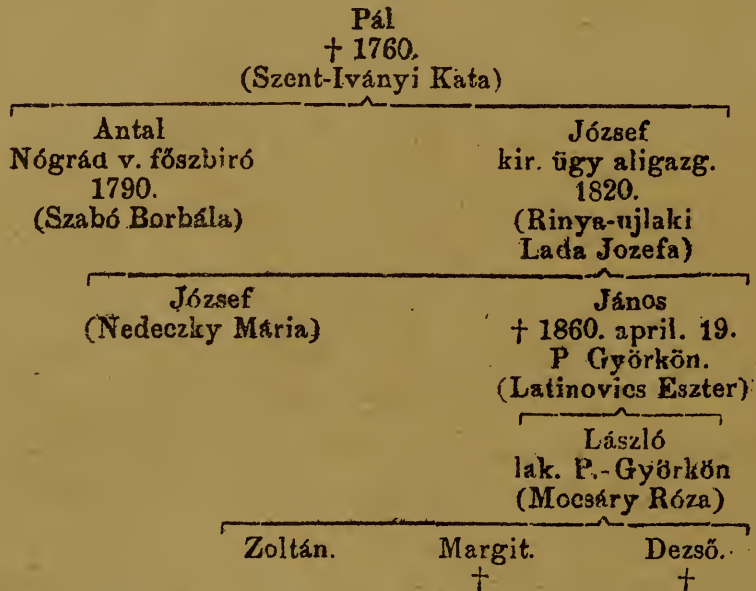 Pál
† 1760.
(Szent-Iványi Kata)
Antal
Nógrád v. főszbiró
1790.
(Szabó Borbála)
József
kir. ügy aligazg.
1820.
(Rinya-ujlaki
Lada Jozefa)
József
(Nedeczky Mária)
János
† 1860. april. 19.
P Györkön.
(Latinovics Eszter)
László
lak. P.-Györkön
(Mocsáry Róza)
Zoltán. Margit. Dezső.
† †